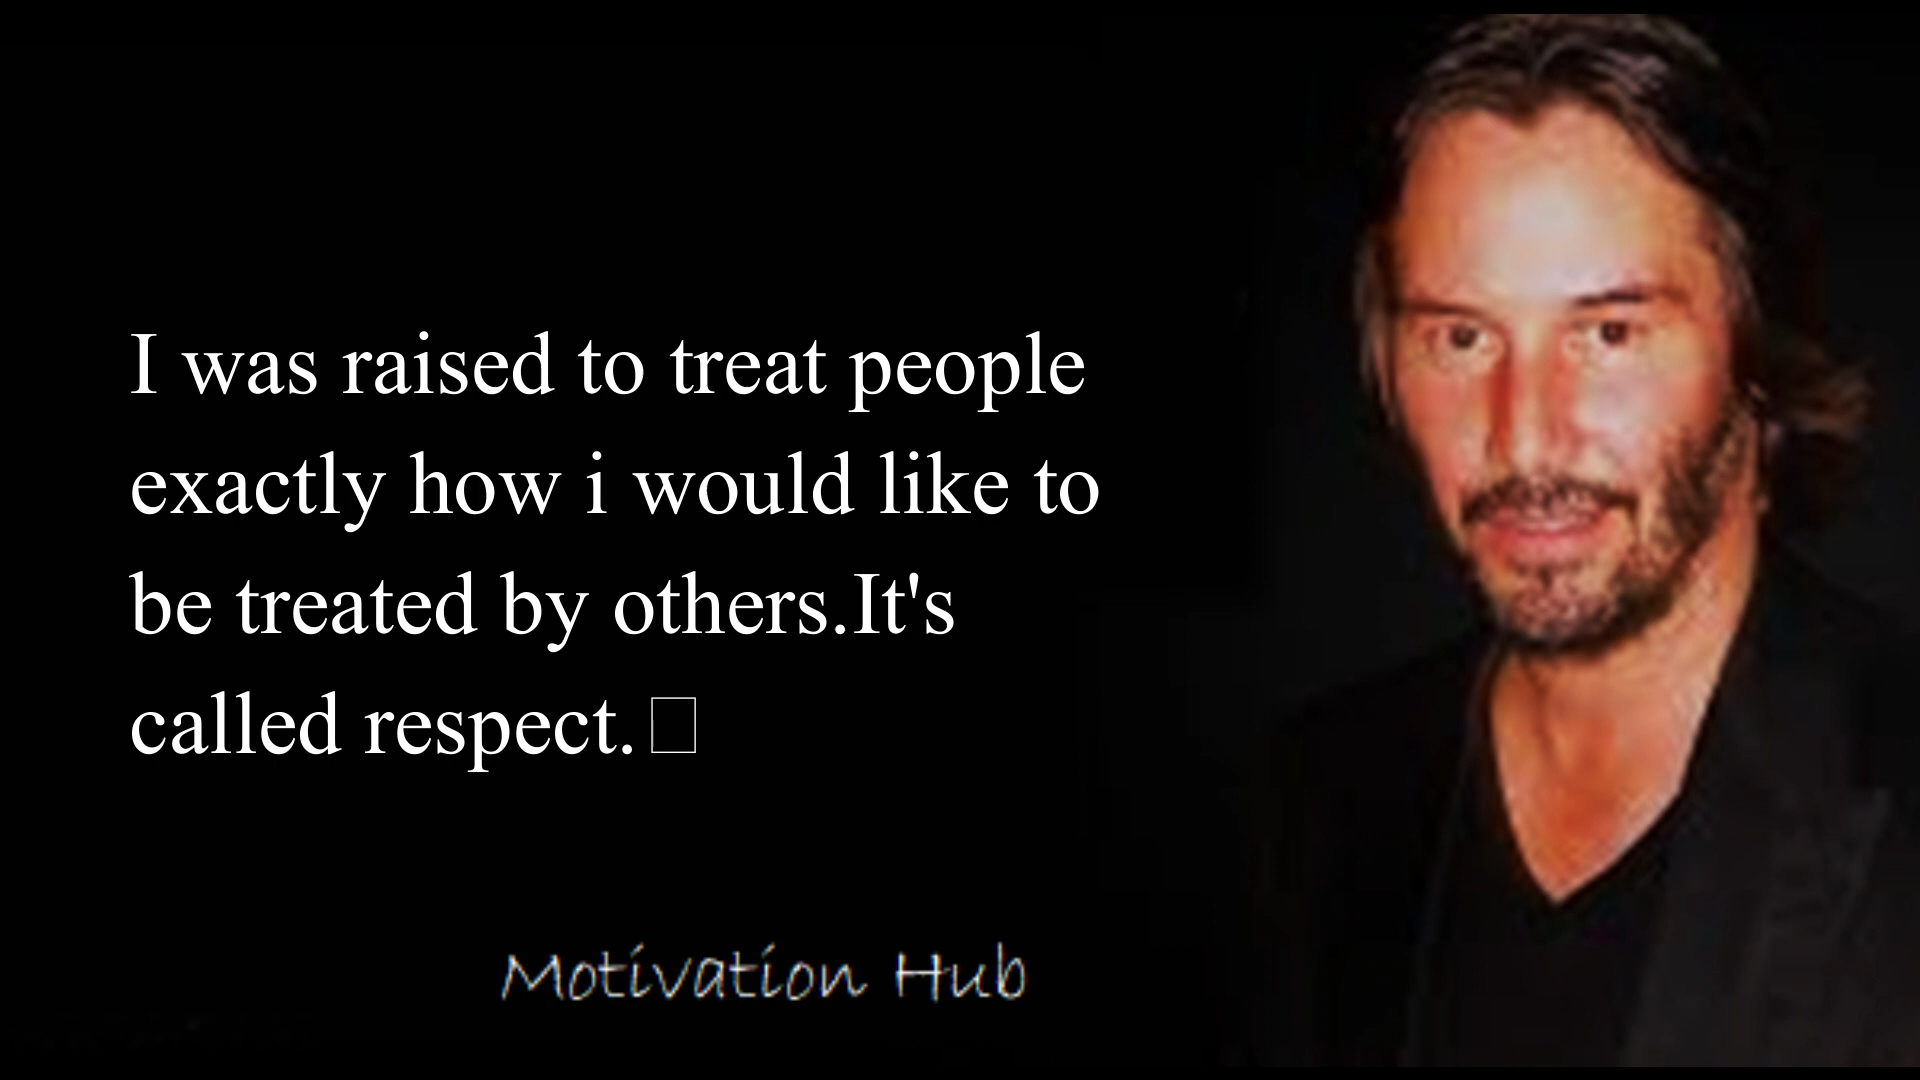 I was raised to treat people
exactly how i would like to
be treated by others.It's
called respect.
Motivation Hub